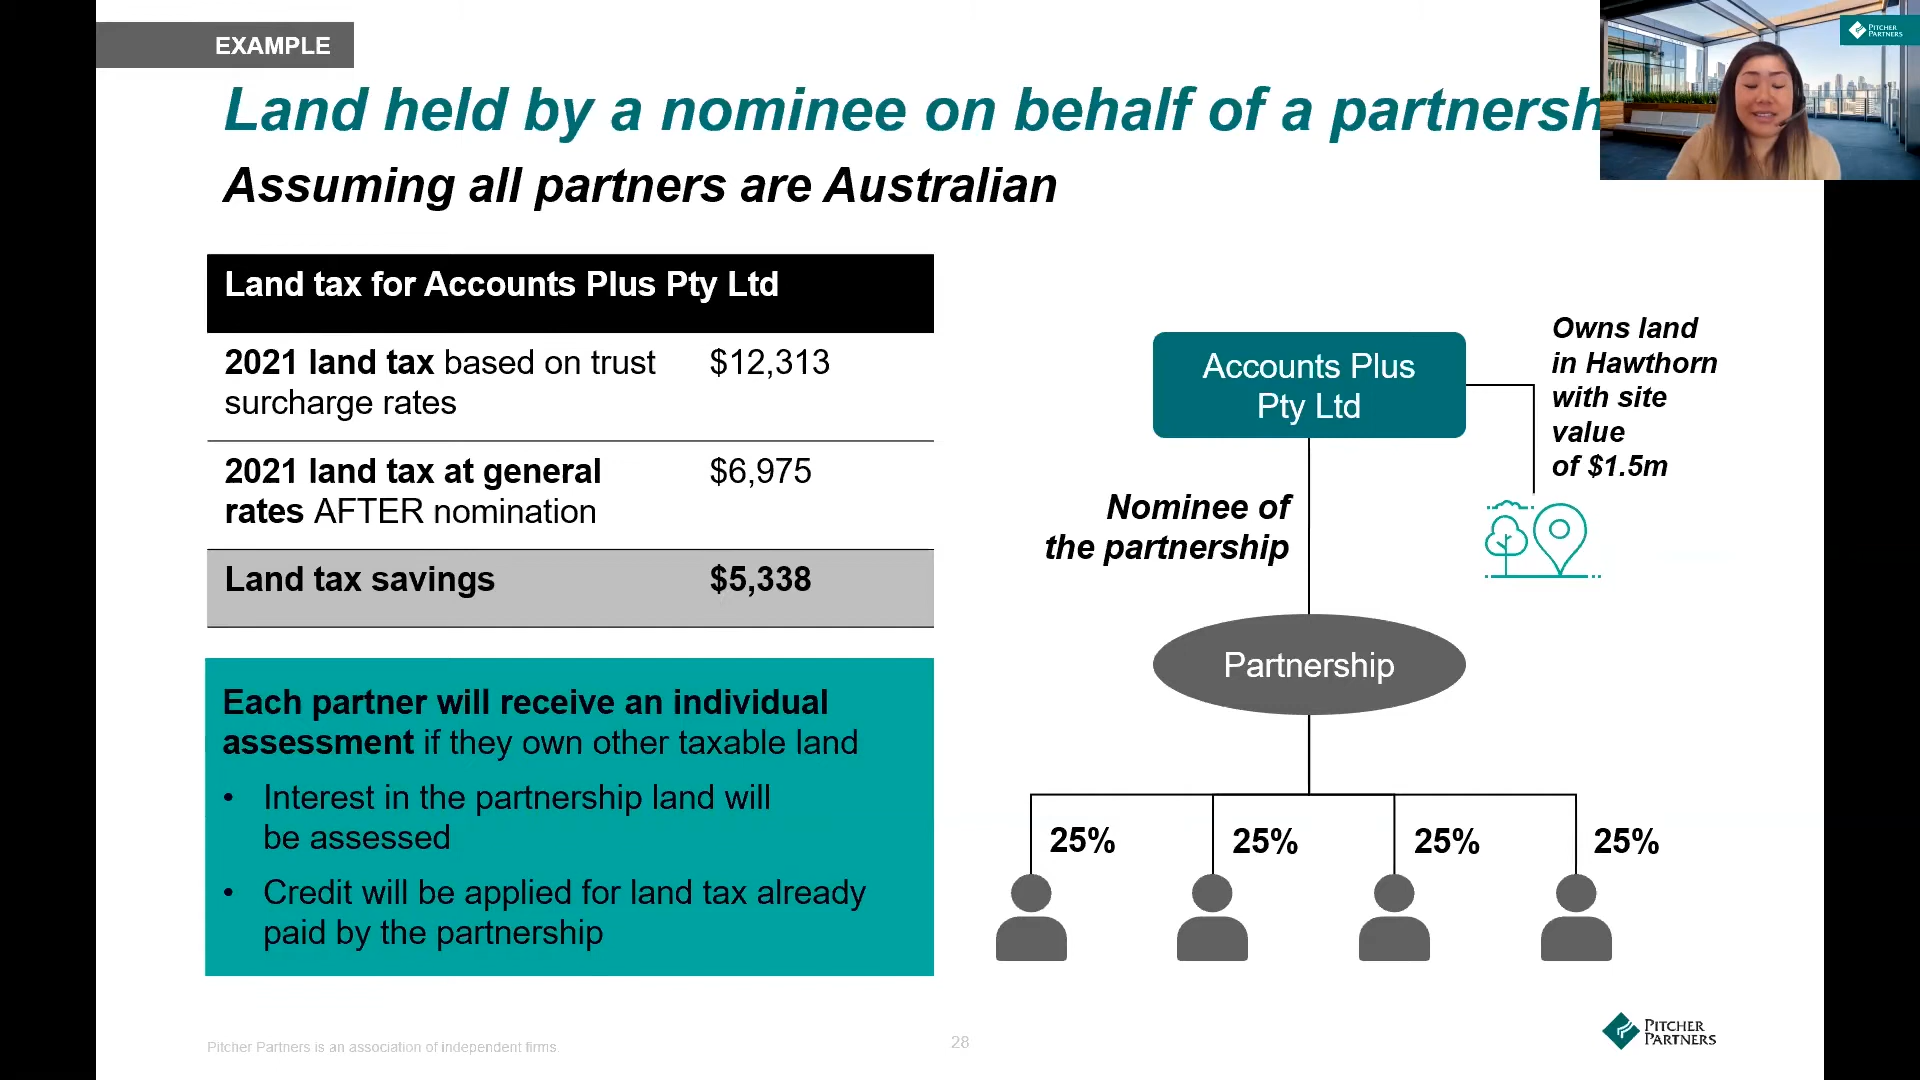 EXAMPLE
Land held by a nominee on behalf of a partnersh
Assuming all partners are Australian
Land tax for Accounts Plus Pty Ltd
2021 land tax based on trust $12,313
surcharge rates
2021 land tax at general $6,975
rates AFTER nomination
Land tax savings $5,338
Each partner will receive an individual
assessment if they own other taxable land
• Interest in the partnership land will
be assessed
• Credit will be applied for land tax already
paid by the partnership
Accounts Plus
Pty Ltd
Owns land
in Hawthorn
with site
value
of $1.5m
Nominee of
the partnership
Partnership
25% 25% 25% 25%
Pitcher Partners is an association of independent firms.
28
PITCHER
PARTNERS
PITCHER
PARTNERS